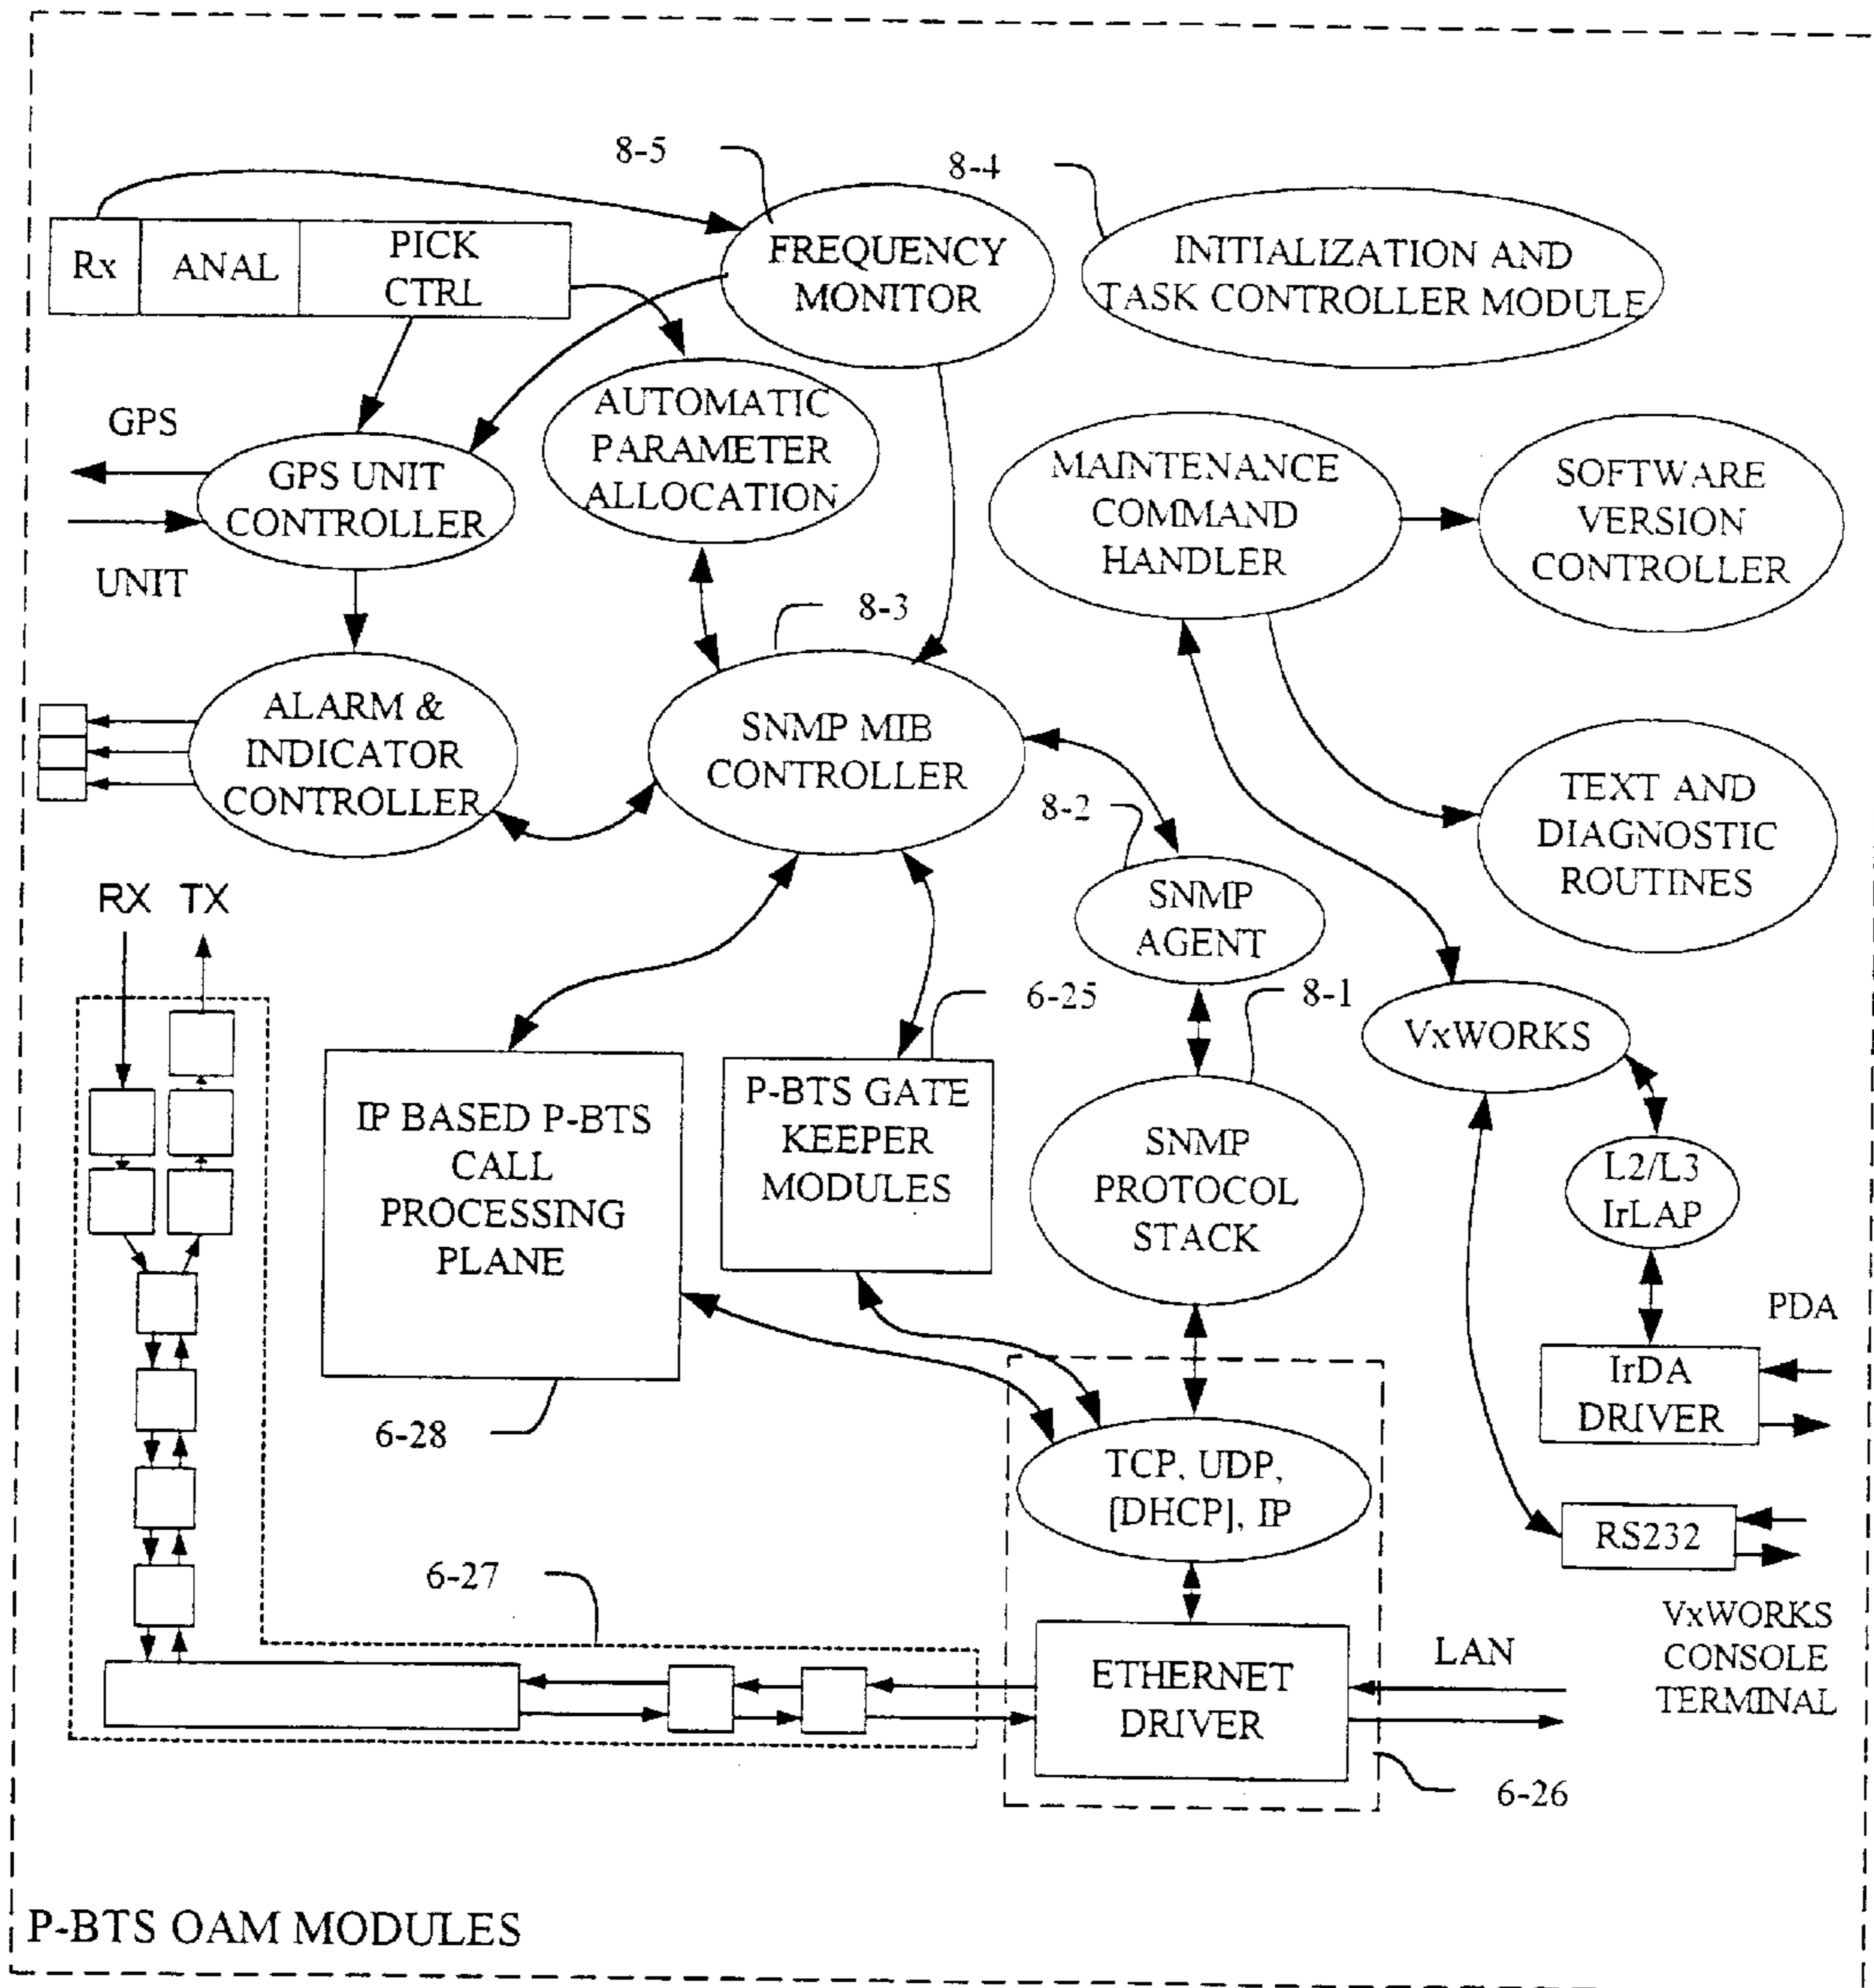 8-5
8-4
Rx
ANAL
PICK
CTRL
FREQUENCY
MONITOR
INITIALIZATION AND
TASK CONTROLLER MODULE
GPS
UNIT
GPS UNIT
CONTROLLER
AUTOMATIC
PARAMETER
ALLOCATION
MAINTENANCE
COMMAND
HANDLER
SOFTWARE
VERSION
CONTROLLER
8-3
ALARM &
INDICATOR
CONTROLLER
SNMP MIB
CONTROLLER
8-2
TEXT AND
DIAGNOSTIC
ROUTINES
RX TX
SNMP
AGENT
6-25
8-1
VxWORKS
IP BASED P-BTS
CALL
PROCESSING
PLANE
P-BTS GATE
KEEPER
MODULES
SNMP
PROTOCOL
STACK
L2/L3
IrLAP
PDA
IrDA
DRIVER
6-28
TCP, UDP,
[DHCP], IP
RS232
6-27
VxWORKS
CONSOLE
TERMINAL
LAN
ETHERNET
DRIVER
6-26
P-BTS OAM MODULES